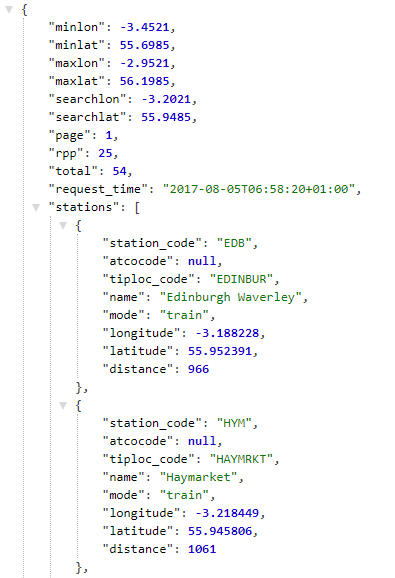 {
"minlon": -3.4521,
"minlat": 55.6985,
"maxlon": -2.9521,
"maxlat": 56.1985,
"searchlon": -3.2021,
"searchlat": 55.9485,
"page": 1,
"rpp": 25,
"total": 54,
"request_time": "2017-08-05T06:58:20+01:00",
"stations": [
{
"station_code": "EDB",
"atcocode": null,
"tiploc_code": "EDINBUR",
"name": "Edinburgh Waverley",
"mode": "train",
"longitude": -3.188228,
"latitude": 55.952391,
"distance": 966
},
{
"station_code": "HYM",
"atcocode": null,
"tiploc_code": "HAYMRKT",
"name": "Haymarket",
"mode": "train",
"longitude": -3.218449,
"latitude": 55.945806,
"distance": 1061
},